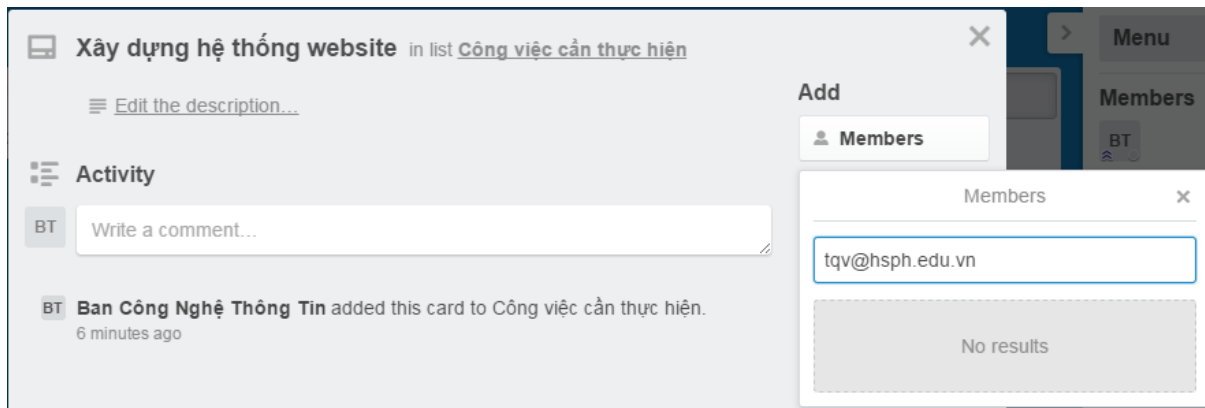 Xây dựng hệ thống website in list Công việc cần thực hiện
Edit the description...
Activity
BT
Write a comment...
BT Ban Công Nghệ Thông Tin added this card to Công việc cần thực hiện.
6 minutes ago
Add
Members
Members
tqv@hsph.edu.vn
No results
Menu
Members
BT